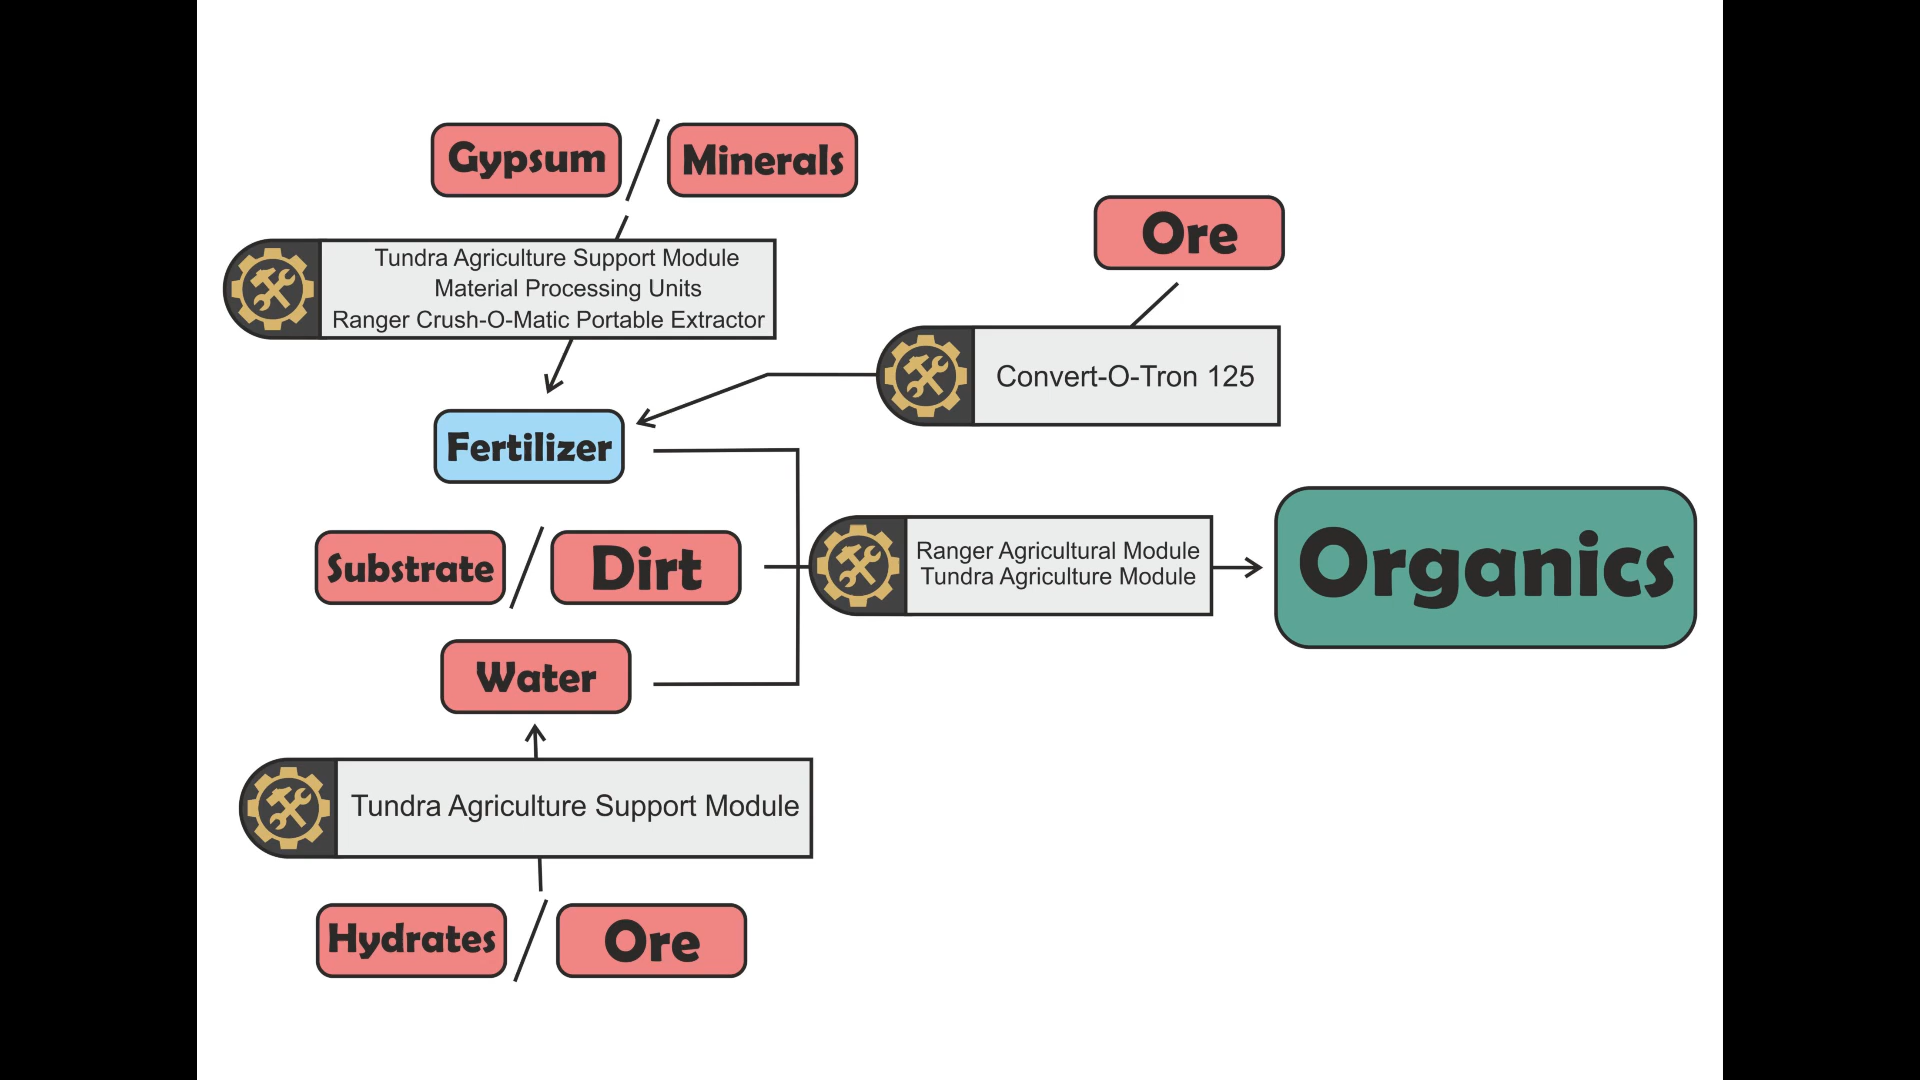 Gypsum
Minerals
Ore
Tundra Agriculture Support Module
Material Processing Units
Ranger Crush-O-Matic Portable Extractor
Convert-O-Tron 125
Fertilizer
Substrate
Dirt
Ranger Agricultural Module
Tundra Agriculture Module
Organics
Water
Tundra Agriculture Support Module
Hydrates
Ore